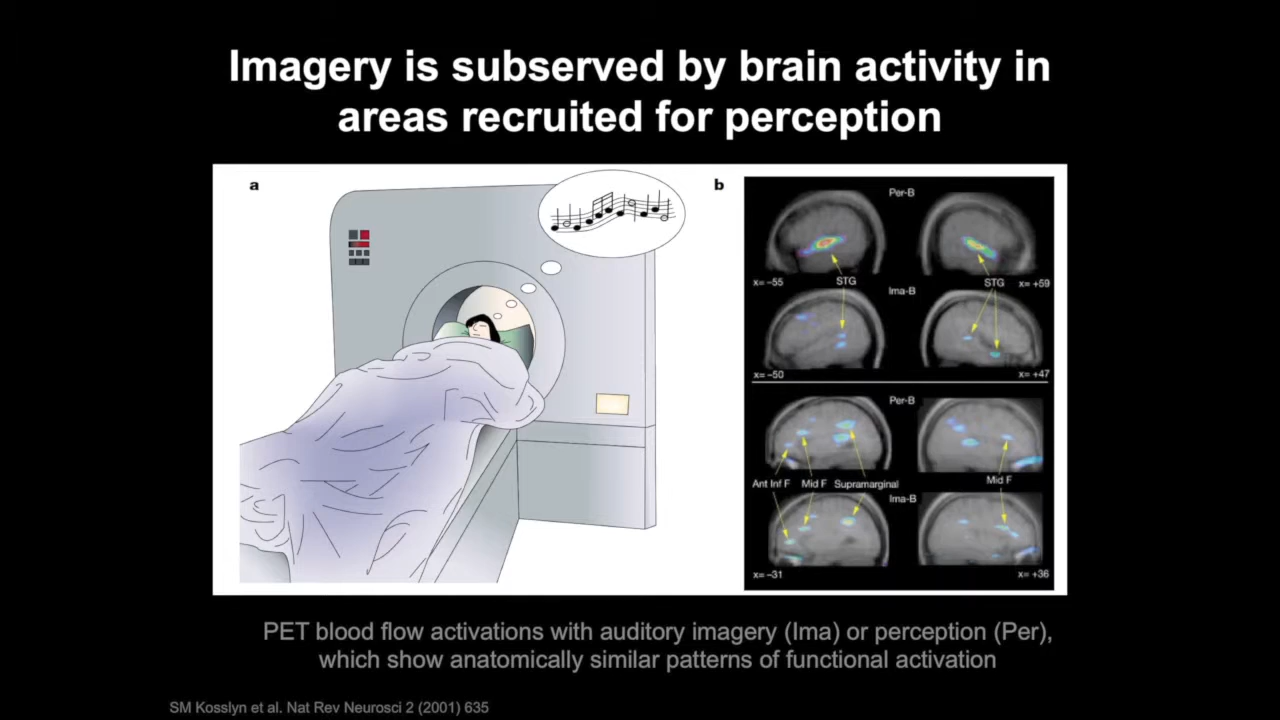 Imagery is subserved by brain activity in
areas recruited for perception
a
b
Per-B
STG
STG
x= –55
x= +59
Ima-B
x= –50
x= +47
Per-B
Ant Inf F
Mid F
Supramarginal
Mid F
Ima-B
x= –31
x= +36
PET blood flow activations with auditory imagery (Ima) or perception (Per),
which show anatomically similar patterns of functional activation
SM Kosslyn et al. Nat Rev Neurosci 2 (2001) 635